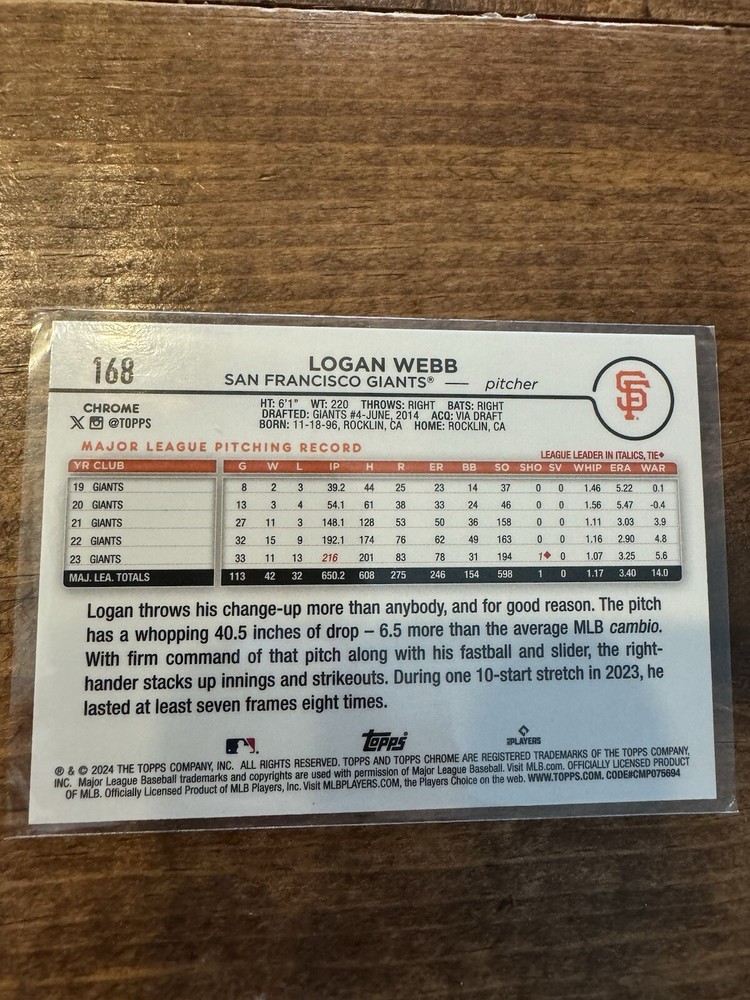 168
LOGAN WEBB
SAN FRANCISCO GIANTS® — pitcher
SF
CHROME
X @TOPPS
HT: 6'1" WT: 220 THROWS: RIGHT BATS: RIGHT
DRAFTED: GIANTS #4-JUNE, 2014 ACQ: VIA DRAFT
BORN: 11-18-96, ROCKLIN, CA HOME: ROCKLIN, CA
MAJOR LEAGUE PITCHING RECORD
LEAGUE LEADER IN ITALICS, TIE◆
YR CLUB G W L IP H R ER BB SO SHO SV WHIP ERA WAR
19 GIANTS 8 2 3 39.2 44 25 23 14 37 0 0 1.46 5.22 0.1
20 GIANTS 13 3 4 54.1 61 38 33 24 46 0 0 1.56 5.47 -0.4
21 GIANTS 27 11 3 148.1 128 53 50 36 158 0 0 1.11 3.03 3.9
22 GIANTS 32 15 9 192.1 174 76 62 49 163 0 0 1.16 2.90 4.8
23 GIANTS 33 11 13 216 201 83 78 31 194 1◆ 0 1.07 3.25 5.6
MAJ. LEA. TOTALS 113 42 32 650.2 608 275 246 154 598 1 0 1.17 3.40 14.0
Logan throws his change-up more than anybody, and for good reason. The pitch
has a whopping 40.5 inches of drop – 6.5 more than the average MLB cambio.
With firm command of that pitch along with his fastball and slider, the right-
hander stacks up innings and strikeouts. During one 10-start stretch in 2023, he
lasted at least seven frames eight times.
topps
PLAYERS
® & © 2024 THE TOPPS COMPANY, INC. ALL RIGHTS RESERVED. TOPPS AND TOPPS CHROME ARE REGISTERED TRADEMARKS OF THE TOPPS COMPANY,
INC. Major League Baseball trademarks and copyrights are used with permission of Major League Baseball. Visit MLB.com. OFFICIALLY LICENSED PRODUCT
OF MLB. Officially Licensed Product of MLB Players, Inc. Visit MLBPLAYERS.COM, the Players Choice on the web. WWW.TOPPS.COM. CODE#CMP075694